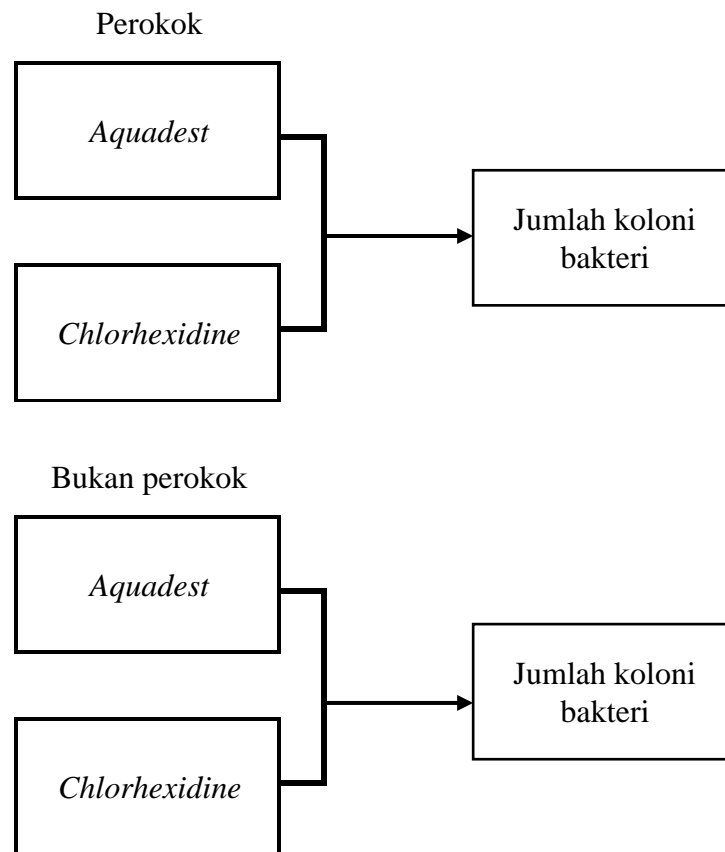 Perokok
Aquadest
Chlorhexidine
Jumlah koloni
bakteri
Bukan perokok
Aquadest
Chlorhexidine
Jumlah koloni
bakteri